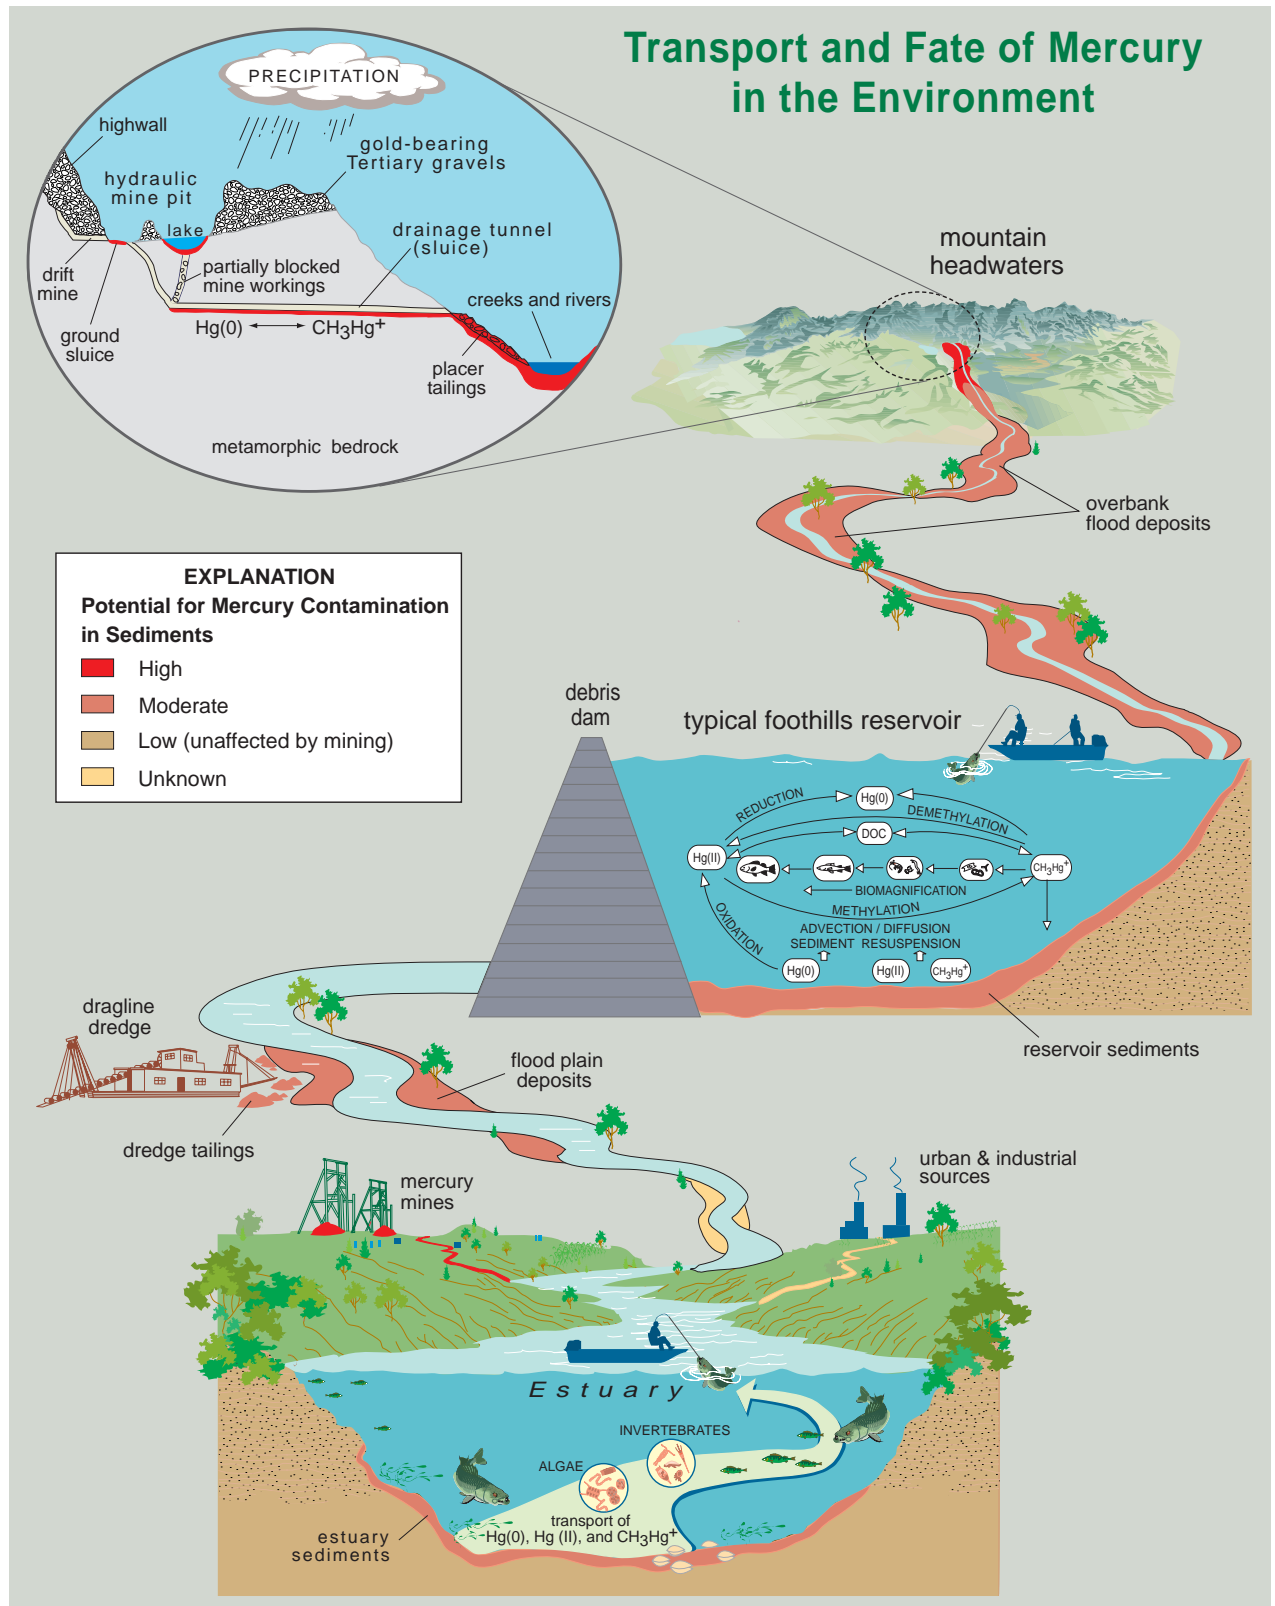 Transport and Fate of Mercury
in the Environment
PRECIPITATION
highwall
gold-bearing
Tertiary gravels
hydraulic
mine pit
lake
drainage tunnel
(sluice)
drift
mine
partially blocked
mine workings
creeks and rivers
ground
sluice
Hg(0) CH3Hg+
placer
tailings
metamorphic bedrock
mountain
headwaters
overbank
flood deposits
EXPLANATION
Potential for Mercury Contamination
in Sediments
High
Moderate
Low (unaffected by mining)
Unknown
debris
dam
typical foothills reservoir
REDUCTION
Hg(0)
DEMETHYLATION
DOC
Hg(II)
CH3Hg+
BIOMAGNIFICATION
METHYLATION
OXIDATION
ADVECTION / DIFFUSION
SEDIMENT RESUSPENSION
Hg(0)
Hg(II)
CH3Hg+
reservoir sediments
dragline
dredge
flood plain
deposits
dredge tailings
mercury
mines
urban & industrial
sources
Estuary
INVERTEBRATES
ALGAE
transport of
Hg(0), Hg (II), and CH3Hg+
estuary
sediments